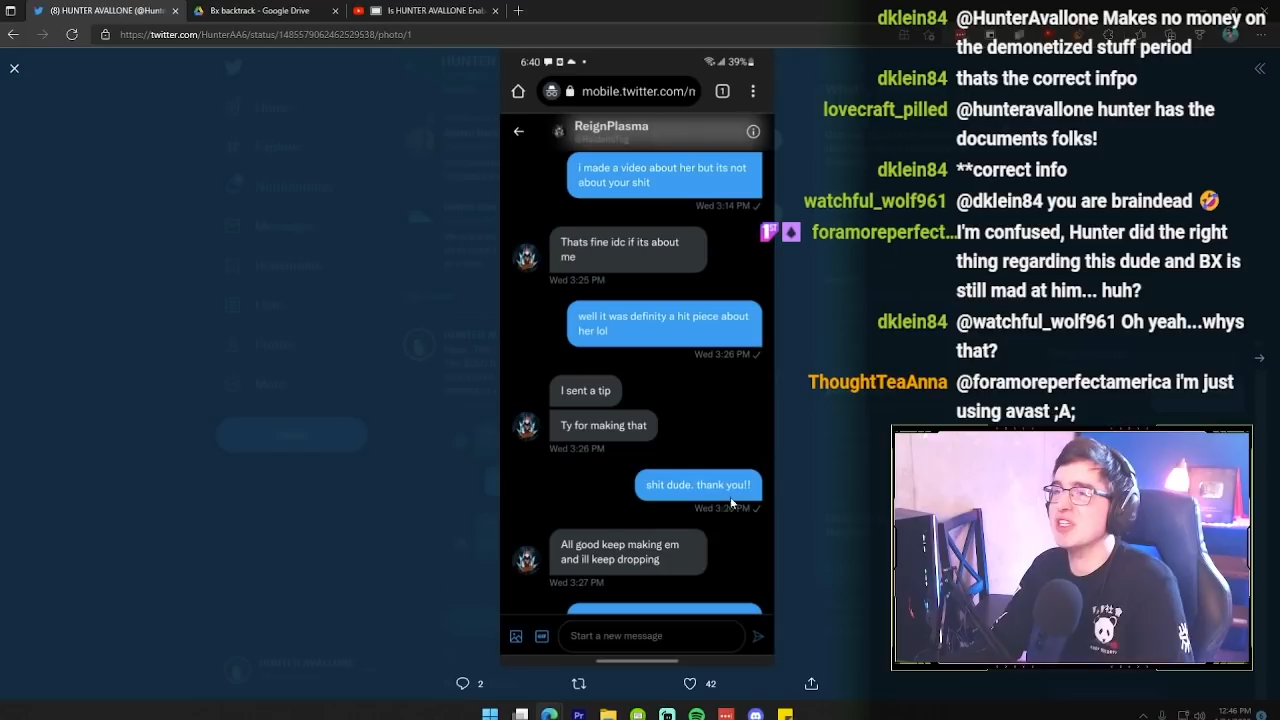 (8) HUNTER AVALLONE (@Hunt
Bx backtrack - Google Drive
Is HUNTER AVALLONE Enab
https://twitter.com/HunterAA6/status/1485579062462529538/photo/1
6:40
39%
mobile.twitter.com/n
1
ReignPlasma
i made a video about her but its not
about your shit
Wed 3:14 PM
Thats fine idc if its about
me
Wed 3:25 PM
well it was definity a hit piece about
her lol
Wed 3:26 PM
I sent a tip
Ty for making that
Wed 3:26 PM
shit dude. thank you!!
Wed 3:26 PM
All good keep making em
and ill keep dropping
Wed 3:27 PM
GIF
Start a new message
2
42
dklein84 @HunterAvallone Makes no money on
the demonetized stuff period
dklein84 thats the correct infpo
lovecraft_pilled @hunteravallone hunter has the
documents folks!
dklein84 **correct info
watchful_wolf961 @dklein84 you are braindead 🤣
1ST foramoreperfect... I'm confused, Hunter did the right
thing regarding this dude and BX is
still mad at him... huh?
dklein84 @watchful_wolf961 Oh yeah...whys
that?
ThoughtTeaAnna @foramoreperfectamerica i'm just
using avast ;A;
Pr
12:46 PM